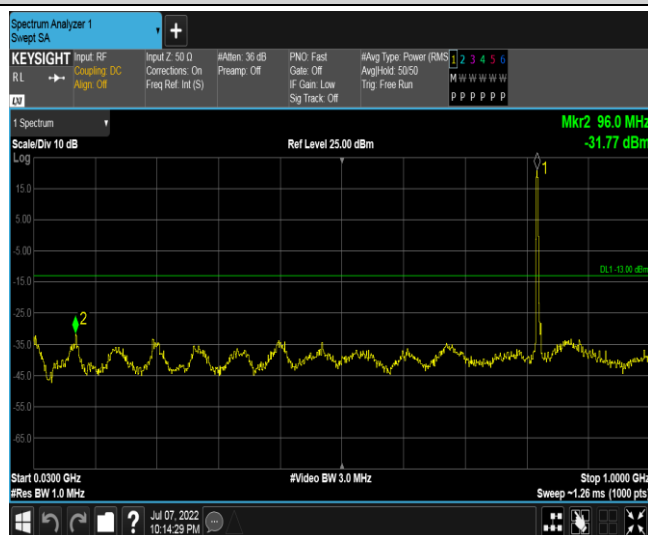 Spectrum Analyzer 1
Swept SA
+
KEYSIGHT
RL
LXI
Input: RF
Coupling: DC
Align: Off
Input Z: 50 Ω
Corrections: On
Freq Ref: Int (S)
#Atten: 36 dB
Preamp: Off
PNO: Fast
Gate: Off
IF Gain: Low
Sig Track: Off
#Avg Type: Power (RMS
Avg|Hold: 50/50
Trig: Free Run
1 2 3 4 5 6
M W W W W W
P P P P P P
1 Spectrum
Mkr2 96.0 MHz
Scale/Div 10 dB
Ref Level 25.00 dBm
-31.77 dBm
Log
1
15.0
5.00
-5.00
DL1 -13.00 dBm
-15.0
-25.0
2
-35.0
-45.0
-55.0
-65.0
Start 0.0300 GHz
#Video BW 3.0 MHz
Stop 1.0000 GHz
#Res BW 1.0 MHz
Sweep ~1.26 ms (1000 pts)
?
Jul 07, 2022
10:14:29 PM